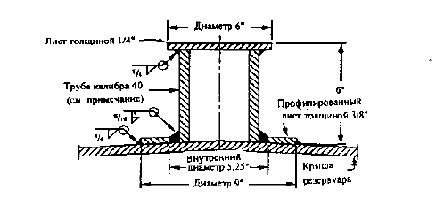 Диаметр 6"
Лист толщиной 1/4"
Труба калибра 40
(см. примечание)
6"
Профилированный
лист толщиной 3/8"
Внутренний
диаметр 5,25"
Диаметр 9"
Крыша
резервуара